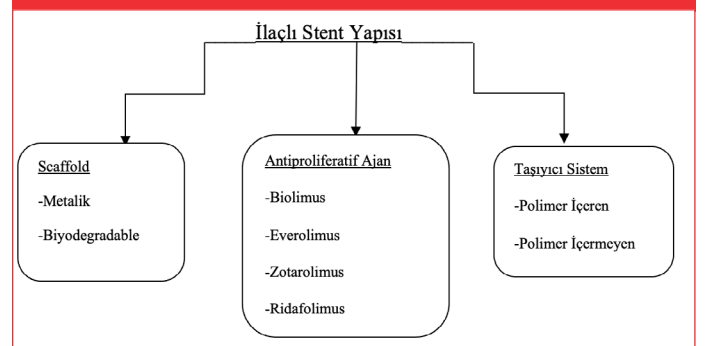 İlaçlı Stent Yapısı
Scaffold
-Metalik
-Biyodegradable
Antiproliferatif Ajan
-Biolimus
-Everolimus
-Zotarolimus
-Ridafolimus
Taşıyıcı Sistem
-Polimer İçeren
-Polimer İçermeyen